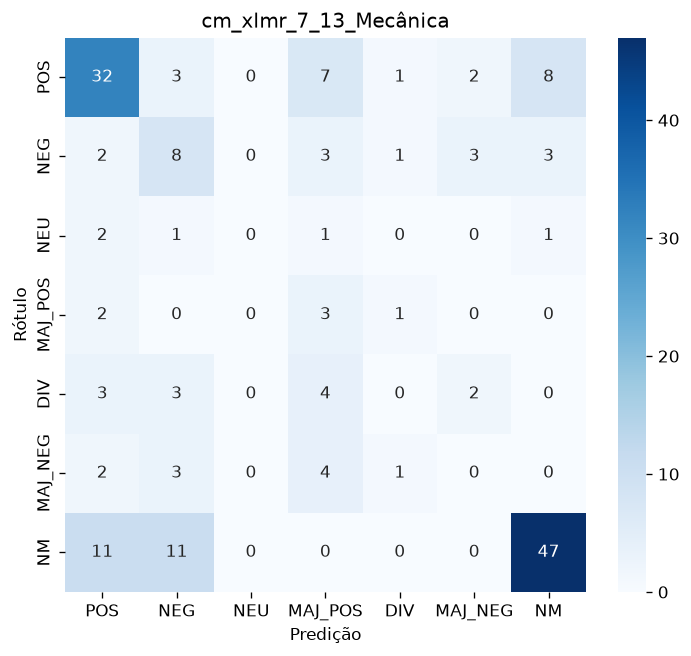 cm_xlmr_7_13_Mecânica
POS 32 3 0 7 1 2 8
NEG 2 8 0 3 1 3 3
NEU 2 1 0 1 0 0 1
MAJ_POS 2 0 0 3 1 0 0
DIV 3 3 0 4 0 2 0
MAJ_NEG 2 3 0 4 1 0 0
NM 11 11 0 0 0 0 47
POS NEG NEU MAJ_POS DIV MAJ_NEG NM
Predição
Rótulo
40
30
20
10
0